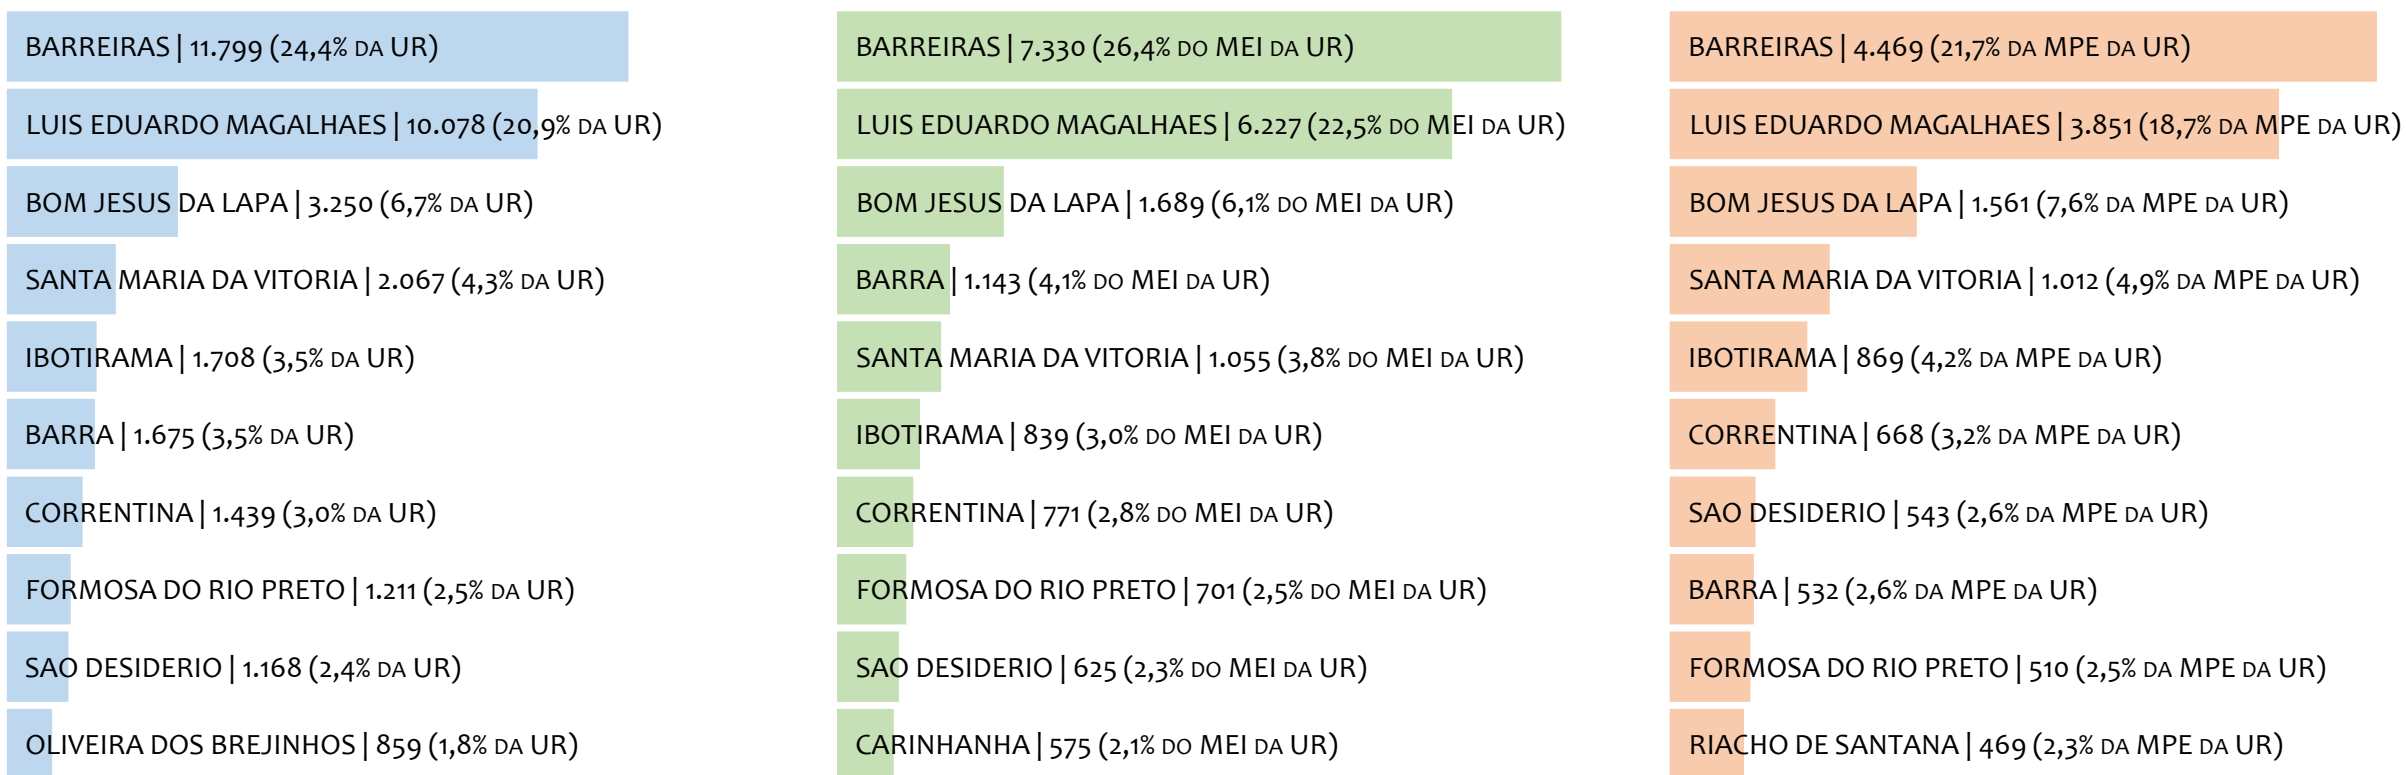 BARREIRAS | 11.799 (24,4% DA UR)
LUIS EDUARDO MAGALHAES | 10.078 (20,9% DA UR)
BOM JESUS DA LAPA | 3.250 (6,7% DA UR)
SANTA MARIA DA VITORIA | 2.067 (4,3% DA UR)
IBOTIRAMA | 1.708 (3,5% DA UR)
BARRA | 1.675 (3,5% DA UR)
CORRENTINA | 1.439 (3,0% DA UR)
FORMOSA DO RIO PRETO | 1.211 (2,5% DA UR)
SAO DESIDERIO | 1.168 (2,4% DA UR)
OLIVEIRA DOS BREJINHOS | 859 (1,8% DA UR)
BARREIRAS | 7.330 (26,4% DO MEI DA UR)
LUIS EDUARDO MAGALHAES | 6.227 (22,5% DO MEI DA UR)
BOM JESUS DA LAPA | 1.689 (6,1% DO MEI DA UR)
BARRA | 1.143 (4,1% DO MEI DA UR)
SANTA MARIA DA VITORIA | 1.055 (3,8% DO MEI DA UR)
IBOTIRAMA | 839 (3,0% DO MEI DA UR)
CORRENTINA | 771 (2,8% DO MEI DA UR)
FORMOSA DO RIO PRETO | 701 (2,5% DO MEI DA UR)
SAO DESIDERIO | 625 (2,3% DO MEI DA UR)
CARINHANHA | 575 (2,1% DO MEI DA UR)
BARREIRAS | 4.469 (21,7% DA MPE DA UR)
LUIS EDUARDO MAGALHAES | 3.851 (18,7% DA MPE DA UR)
BOM JESUS DA LAPA | 1.561 (7,6% DA MPE DA UR)
SANTA MARIA DA VITORIA | 1.012 (4,9% DA MPE DA UR)
IBOTIRAMA | 869 (4,2% DA MPE DA UR)
CORRENTINA | 668 (3,2% DA MPE DA UR)
SAO DESIDERIO | 543 (2,6% DA MPE DA UR)
BARRA | 532 (2,6% DA MPE DA UR)
FORMOSA DO RIO PRETO | 510 (2,5% DA MPE DA UR)
RIACHO DE SANTANA | 469 (2,3% DA MPE DA UR)